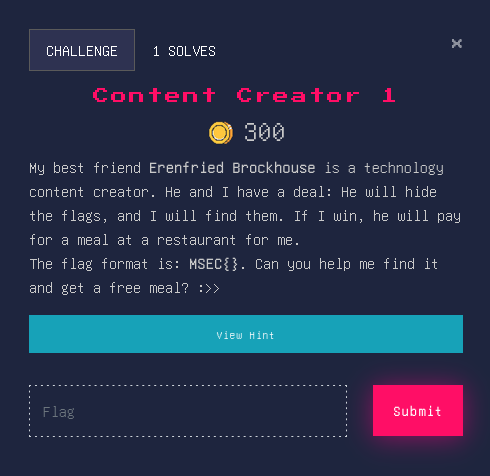 CHALLENGE 1 SOLVES ×
Content Creator 1
300
My best friend Erenfried Brockhouse is a technology
content creator. He and I have a deal: He will hide
the flags, and I will find them. If I win, he will pay
for a meal at a restaurant for me.
The flag format is: MSEC{}. Can you help me find it
and get a free meal? :>>
View Hint
Flag Submit